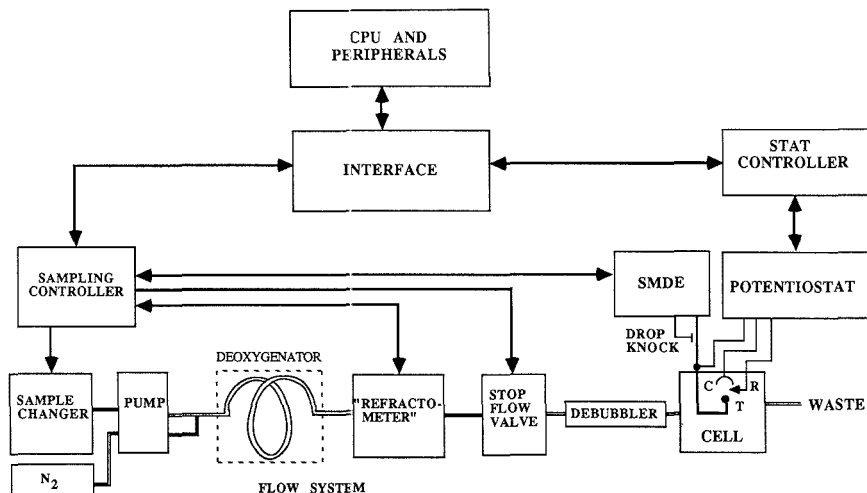 CPU AND
PERIPHERALS
INTERFACE
STAT
CONTROLLER
SAMPLING
CONTROLLER
SMDE
POTENTIOSTAT
DROP
KNOCK
DEOXYGENATOR
SAMPLE
CHANGER
PUMP
"REFRACTO-
METER"
STOP
FLOW
VALVE
DEBUBBLER
C R
T
CELL
WASTE
N2
FLOW SYSTEM